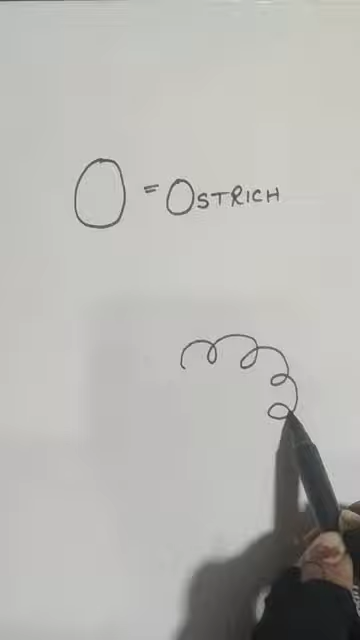 O = OSTRICH